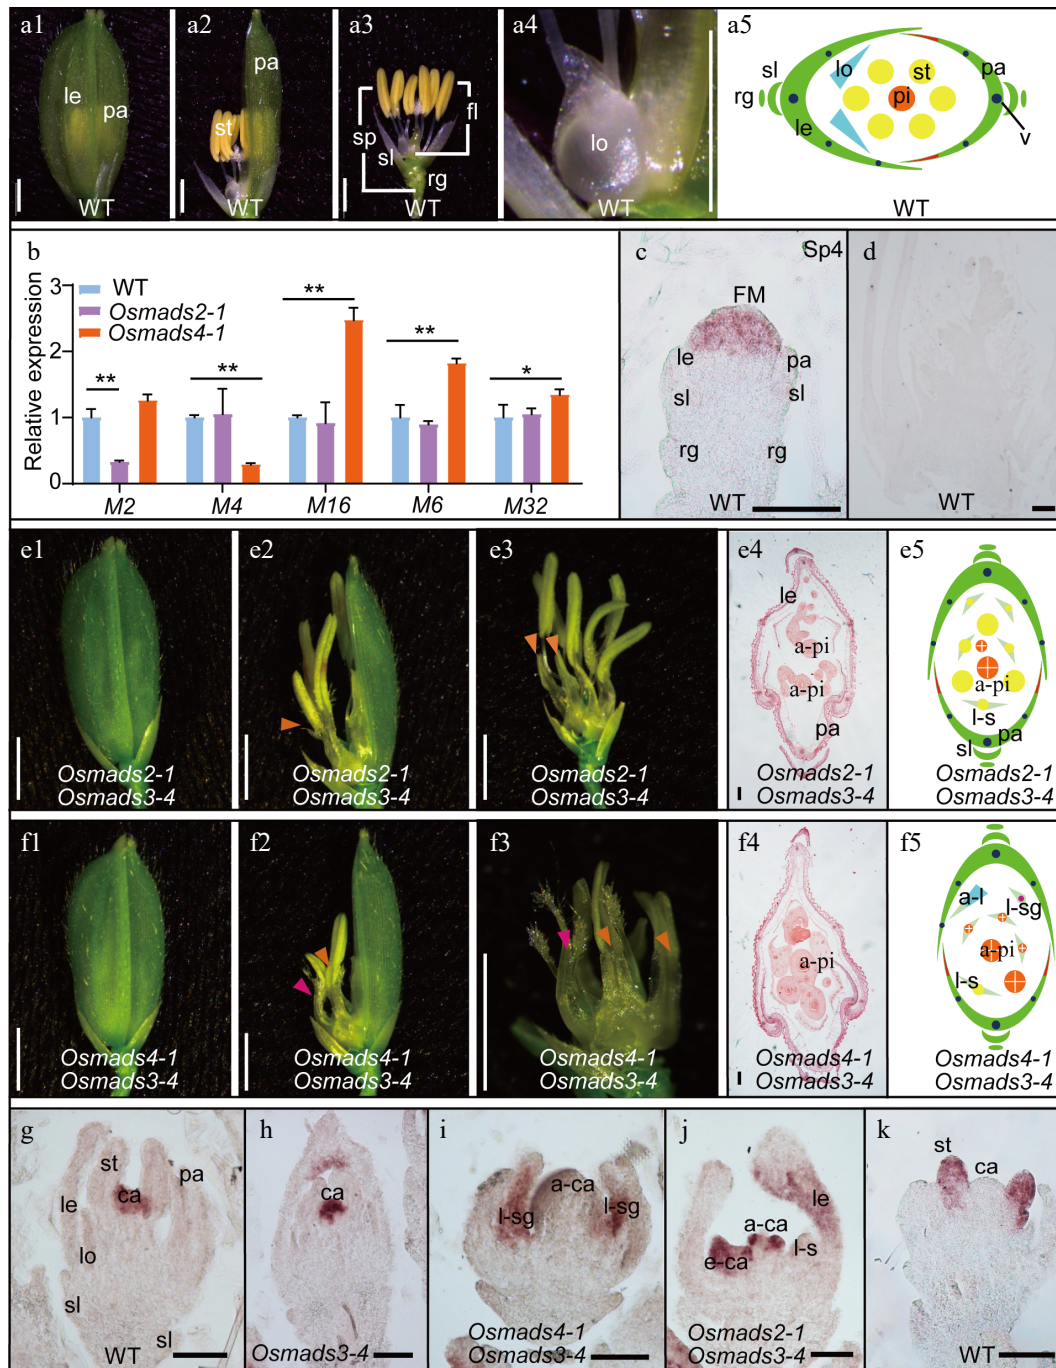 a1
le
pa
WT
a2
pa
st
WT
a3
sp
fl
sl
rg
WT
a4
lo
WT
a5
sl
rg
lo
st
pa
pi
le
v
WT
b
WT
Osmads2-1
Osmads4-1
Relative expression
3
2
1
0
**
**
**
**
*
M2 M4 M16 M6 M32
c
Sp4
FM
le
pa
sl
sl
rg
rg
WT
d
WT
e1
Osmads2-1
Osmads3-4
e2
Osmads2-1
Osmads3-4
e3
Osmads2-1
Osmads3-4
e4
le
a-pi
a-pi
pa
Osmads2-1
Osmads3-4
e5
a-pi
l-s
pa
sl
Osmads2-1
Osmads3-4
f1
Osmads4-1
Osmads3-4
f2
Osmads4-1
Osmads3-4
f3
Osmads4-1
Osmads3-4
f4
a-pi
Osmads4-1
Osmads3-4
f5
a-l
l-sg
a-pi
l-s
Osmads4-1
Osmads3-4
g
st
pa
ca
le
lo
sl
sl
WT
h
ca
Osmads3-4
i
a-ca
l-sg
l-sg
Osmads4-1
Osmads3-4
j
le
a-ca
l-s
e-ca
Osmads2-1
Osmads3-4
k
st
ca
WT